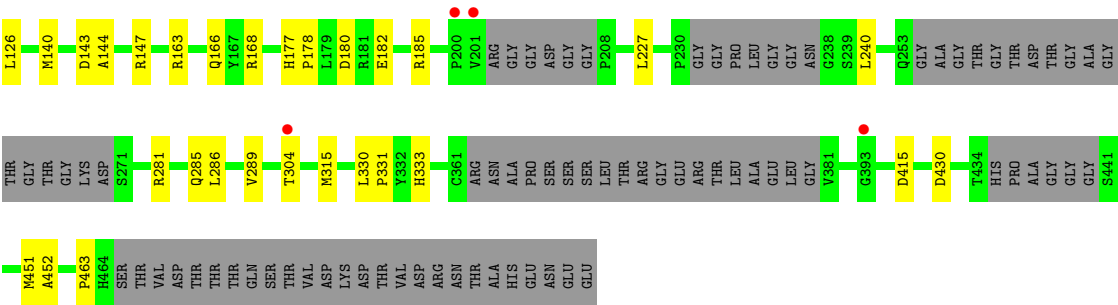 L126 M140 D143 A144 R147 R163 Q166 Y167 R168 H177 P178 L179 D180 R181 E182 R185 P200 V201 ARG GLY GLY ASP GLY GLY P208 L227 P230 GLY GLY PRO LEU GLY GLY ASN G238 S239 L240 Q253 GLY ALA GLY THR GLY THR ASP THR GLY ALA GLY
THR GLY THR GLY LYS ASP S271 R281 Q285 L286 V289 T304 M315 L330 P331 Y332 H333 C361 ARG ASN ALA PRO SER SER SER LEU THR ARG GLY GLU ARG THR LEU ALA GLU LEU GLY V381 G393 D415 D430 T434 HIS PRO ALA GLY GLY GLY S441
M451 A452 P463 H464 SER THR VAL ASP THR THR THR GLN SER THR VAL ASP LYS ASP THR VAL ASP ARG ASN THR ALA HIS GLU ASN GLU GLU